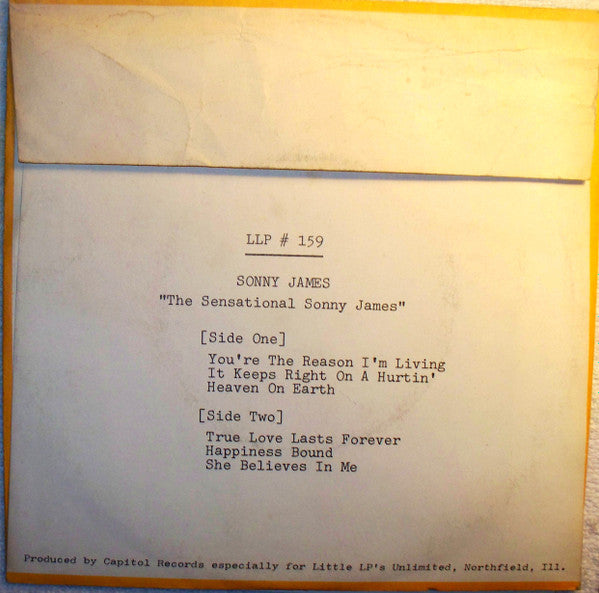 LLP # 159
SONNY JAMES
"The Sensational Sonny James"
[Side One]
You're The Reason I'm Living
It Keeps Right On A Hurtin'
Heaven On Earth
[Side Two]
True Love Lasts Forever
Happiness Bound
She Believes In Me
Produced by Capitol Records especially for Little LP's Unlimited, Northfield, Ill.